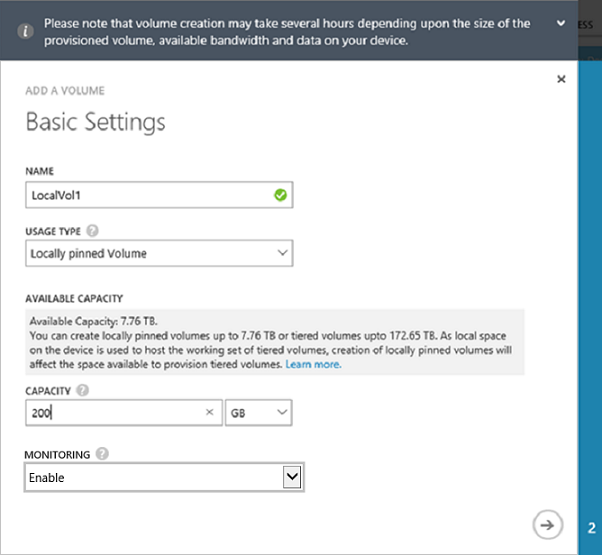 Please note that volume creation may take several hours depending upon the size of the
provisioned volume, available bandwidth and data on your device.
ESS
ADD A VOLUME
Basic Settings
NAME
LocalVol1
USAGE TYPE
Locally pinned Volume
AVAILABLE CAPACITY
Available Capacity: 7.76 TB.
You can create locally pinned volumes up to 7.76 TB or tiered volumes upto 172.65 TB. As local space
on the device is used to host the working set of tiered volumes, creation of locally pinned volumes will
affect the space available to provision tiered volumes. Learn more.
CAPACITY
200 GB
MONITORING
Enable
2